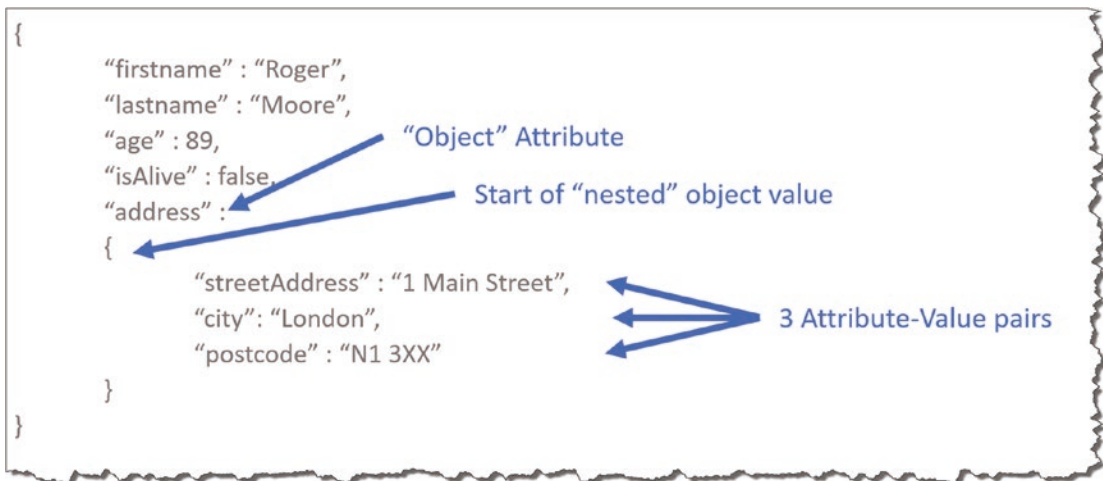 {
“firstname” : “Roger”,
“lastname” : “Moore”,
“age” : 89,
“Object” Attribute
“isAlive” : false,
Start of “nested” object value
“address” :
{
“streetAddress” : “1 Main Street”,
“city”: “London”,
3 Attribute-Value pairs
“postcode” : “N1 3XX”
}
}